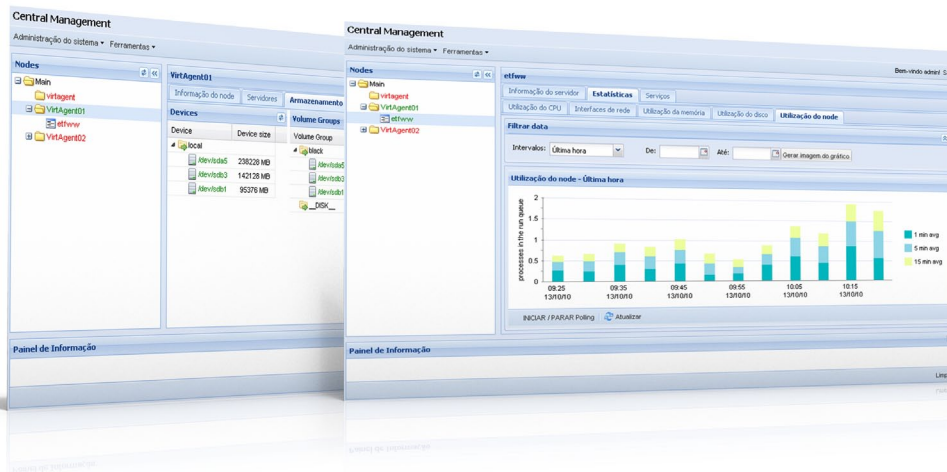 Central Management
Administração do sistema Ferramentas
Nodes
Main
virtagent
VirtAgent01
etfww
VirtAgent02
VirtAgent01
Informação do node Servidores Armazenamento
Devices
Device Device size
local
/dev/sda5 238228 MB
/dev/sdb3 142128 MB
/dev/sdb1 95376 MB
Volume Groups
Volume Group
black
/dev/sda5
/dev/sdb3
/dev/sdb1
__DISK__
Painel de Informação
Central Management
Administração do sistema Ferramentas
Bem-vindo admin! S
Nodes
Main
virtagent
VirtAgent01
etfww
VirtAgent02
etfww
Informação do servidor Estatísticas Serviços
Utilização do CPU Interfaces de rede Utilização da memória Utilização do disco Utilização do node
Filtrar data
Intervalos: Última hora De: Até: Gerar imagem do gráfico
Utilização do node - Última hora
processes in the run queue
2
1.5
1
0.5
0
09:25 09:35 09:45 09:55 10:05 10:15
13/10/10 13/10/10 13/10/10 13/10/10 13/10/10 13/10/10
1 min avg
5 min avg
15 min avg
INICIAR / PARAR Polling Atualizar
Painel de Informação
Limp